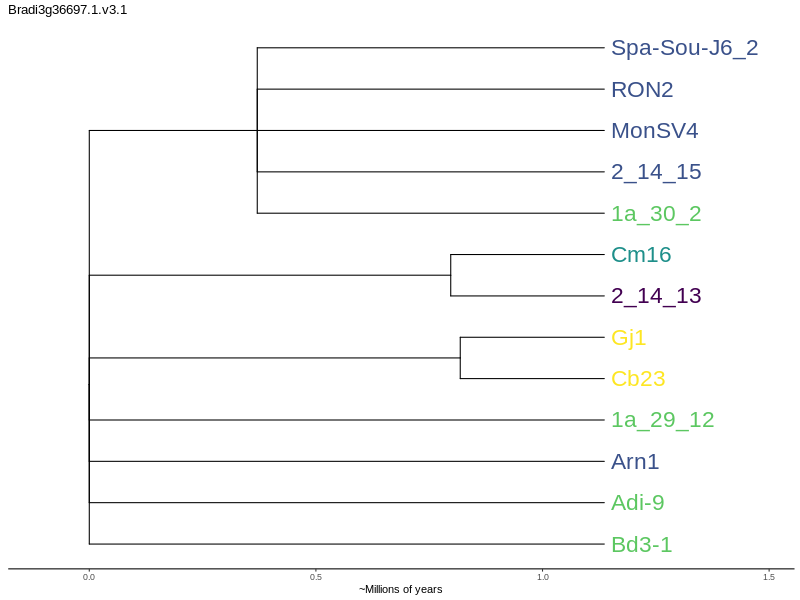 Bradi3g36697.1.v3.1
Spa-Sou-J6_2
RON2
MonSV4
2_14_15
1a_30_2
Cm16
2_14_13
Gj1
Cb23
1a_29_12
Arn1
Adi-9
Bd3-1
0.0 0.5 1.0 1.5
~Millions of years